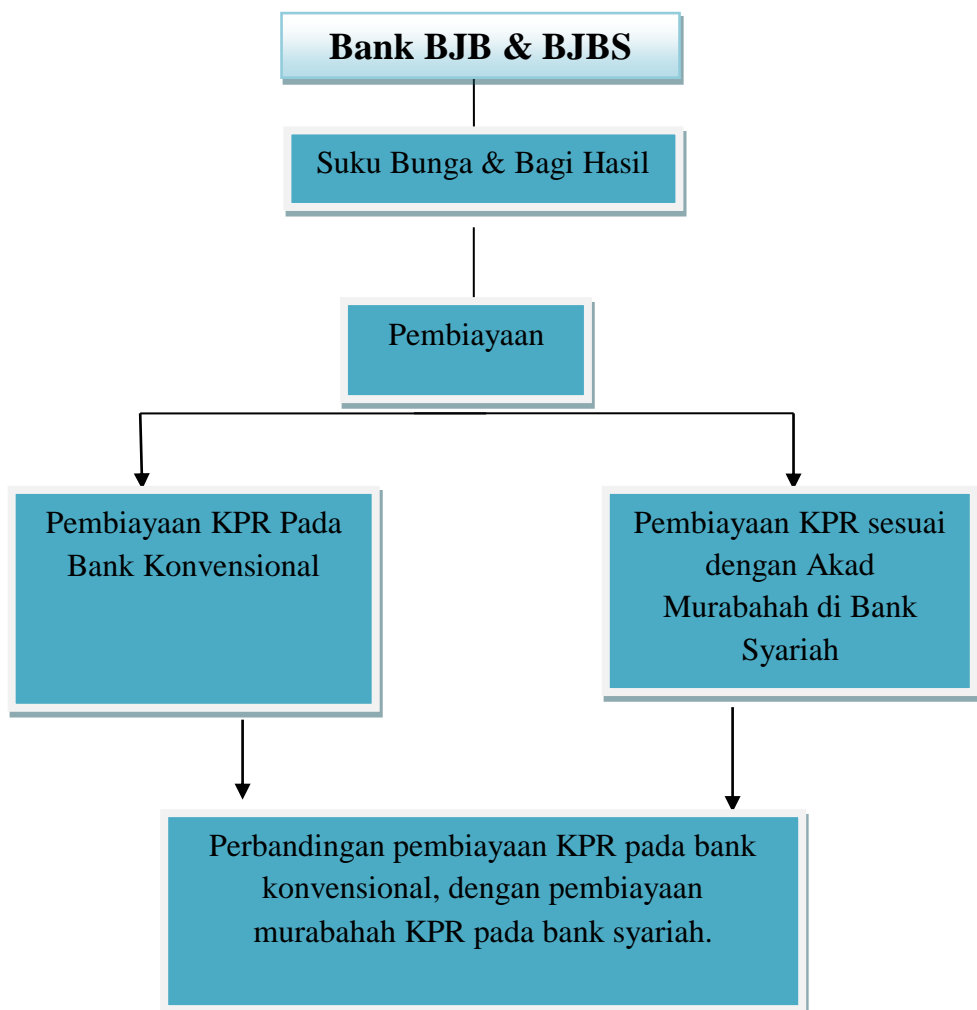 Bank BJB & BJBS
Suku Bunga & Bagi Hasil
Pembiayaan
Pembiayaan KPR Pada
Bank Konvensional
Pembiayaan KPR sesuai
dengan Akad
Murabahah di Bank
Syariah
Perbandingan pembiayaan KPR pada bank
konvensional, dengan pembiayaan
murabahah KPR pada bank syariah.